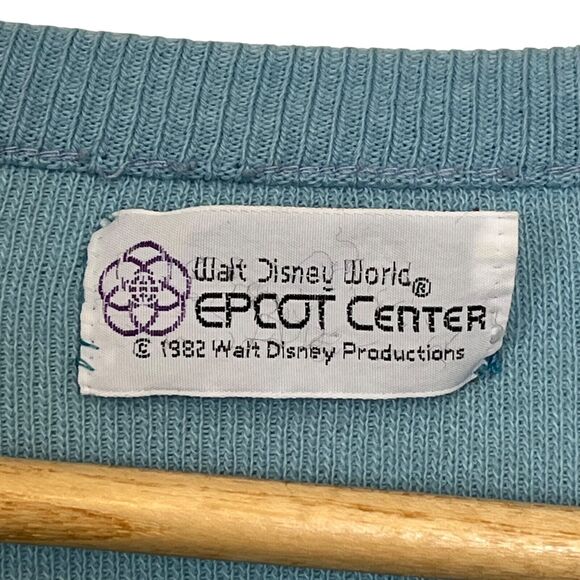 Walt Disney World®
EPCOT CENTER
© 1982 Walt Disney Productions